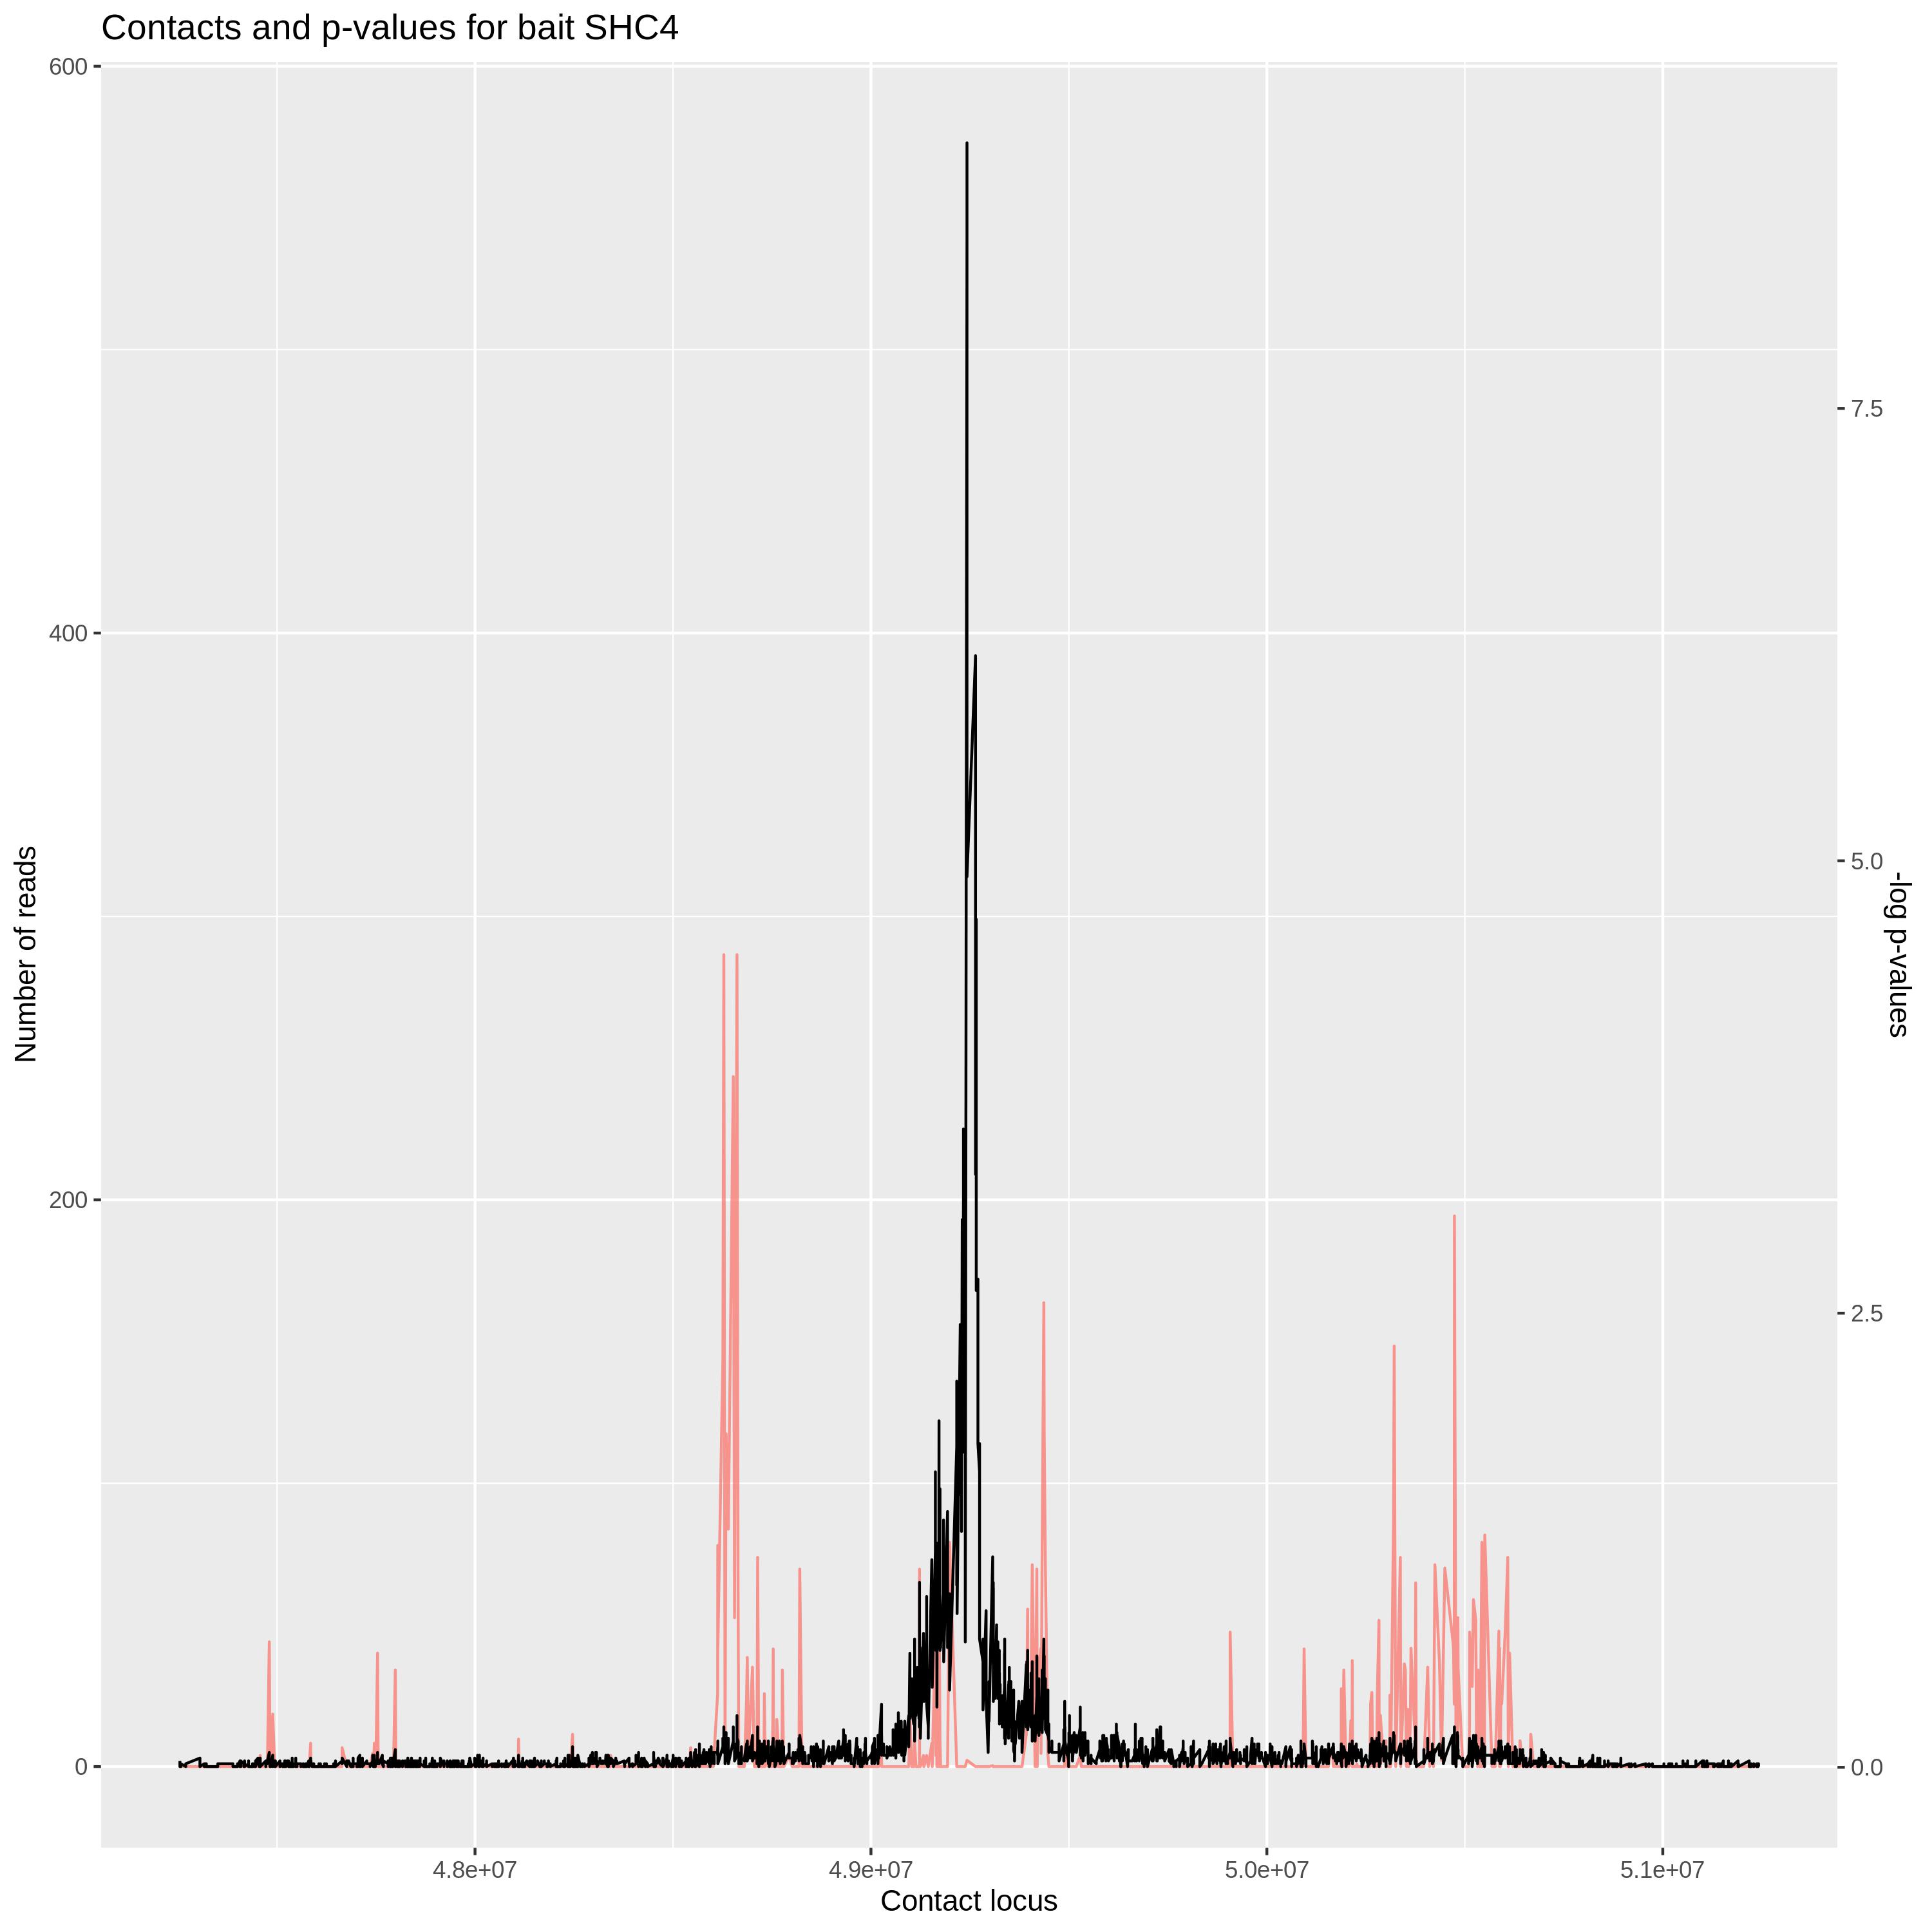 Contacts and p-values for bait SHC4
600
400
200
0
Number of reads
7.5
5.0
2.5
0.0
-log p-values
4.8e+07
4.9e+07
5.0e+07
5.1e+07
Contact locus